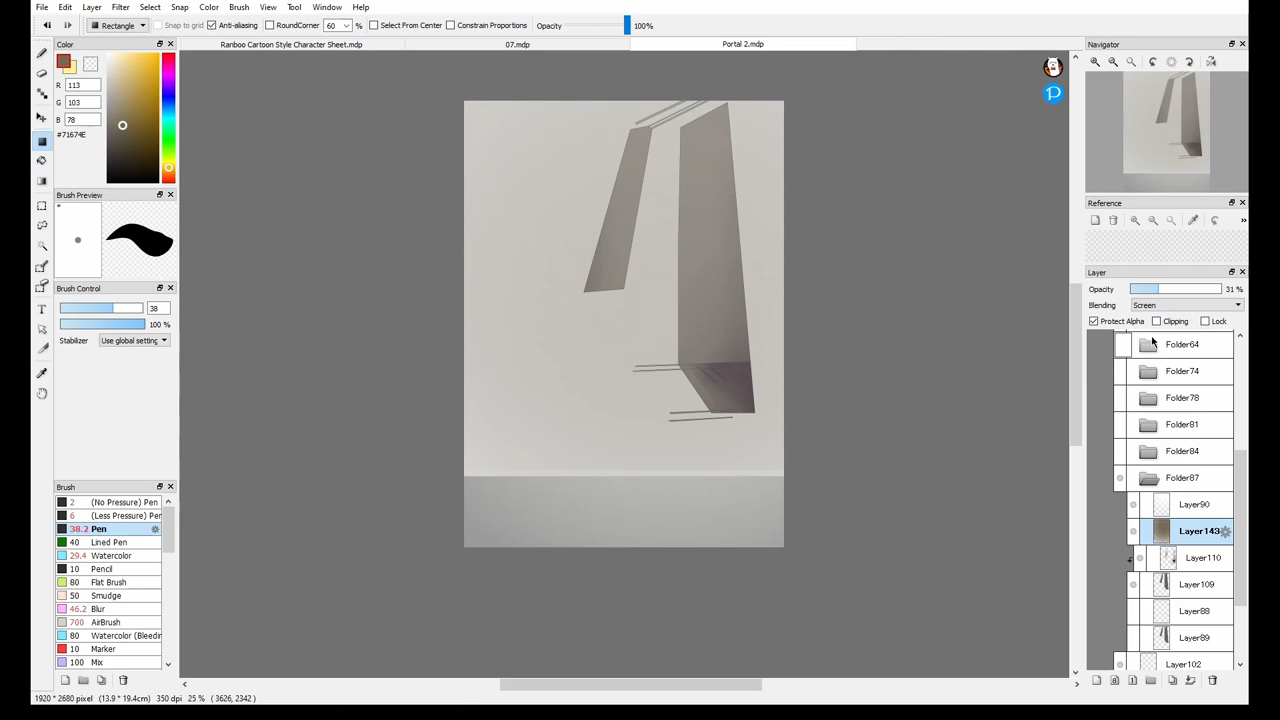 File Edit Layer Filter Select Snap Color Brush View Tool Window Help
Rectangle Snap to grid Anti-aliasing RoundCorner 60 % Select From Center Constrain Proportions Opacity 100%
Color
Ranboo Cartoon Style Character Sheet.mdp 07.mdp Portal 2.mdp
Navigator
R 113
G 103
B 78
#71674E
Brush Preview
Brush Control
38
100 %
Stabilizer Use global setting
Brush
2 (No Pressure) Pen
6 (Less Pressure) Pen
38.2 Pen
40 Lined Pen
29.4 Watercolor
10 Pencil
80 Flat Brush
50 Smudge
46.2 Blur
700 AirBrush
80 Watercolor (Bleedin
10 Marker
100 Mix
Reference
Layer
Opacity 31 %
Blending Screen
Protect Alpha Clipping Lock
Folder64
Folder74
Folder78
Folder81
Folder84
Folder87
Layer90
Layer143
Layer110
Layer109
Layer88
Layer89
Layer102
1920 * 2680 pixel (13.9 * 19.4cm) 350 dpi 25 % ( 3626, 2342 )